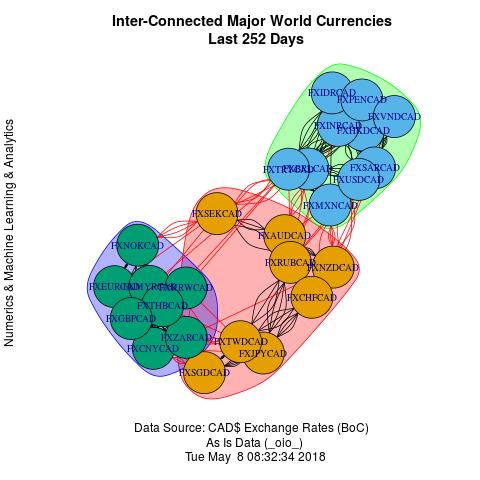 Inter-Connected Major World Currencies
Last 252 Days
Numerics & Machine Learning & Analytics
FXIDRCAD
FXPENCAD
FXVNDCAD
FXINRCAD
FXHKDCAD
FXTRYCAD
FXBRLCAD
FXSARCAD
FXUSDCAD
FXMXNCAD
FXSEKCAD
FXAUDCAD
FXNOKCAD
FXRUBCAD
FXNZDCAD
FXEURCAD
FXMYRCAD
FXKRWCAD
FXCHFCAD
FXTHBCAD
FXGBPCAD
FXZARCAD
FXTWDCAD
FXCNYCAD
FXJPYCAD
FXSGDCAD
Data Source: CAD$ Exchange Rates (BoC)
As Is Data (_oio_)
Tue May  8 08:32:34 2018